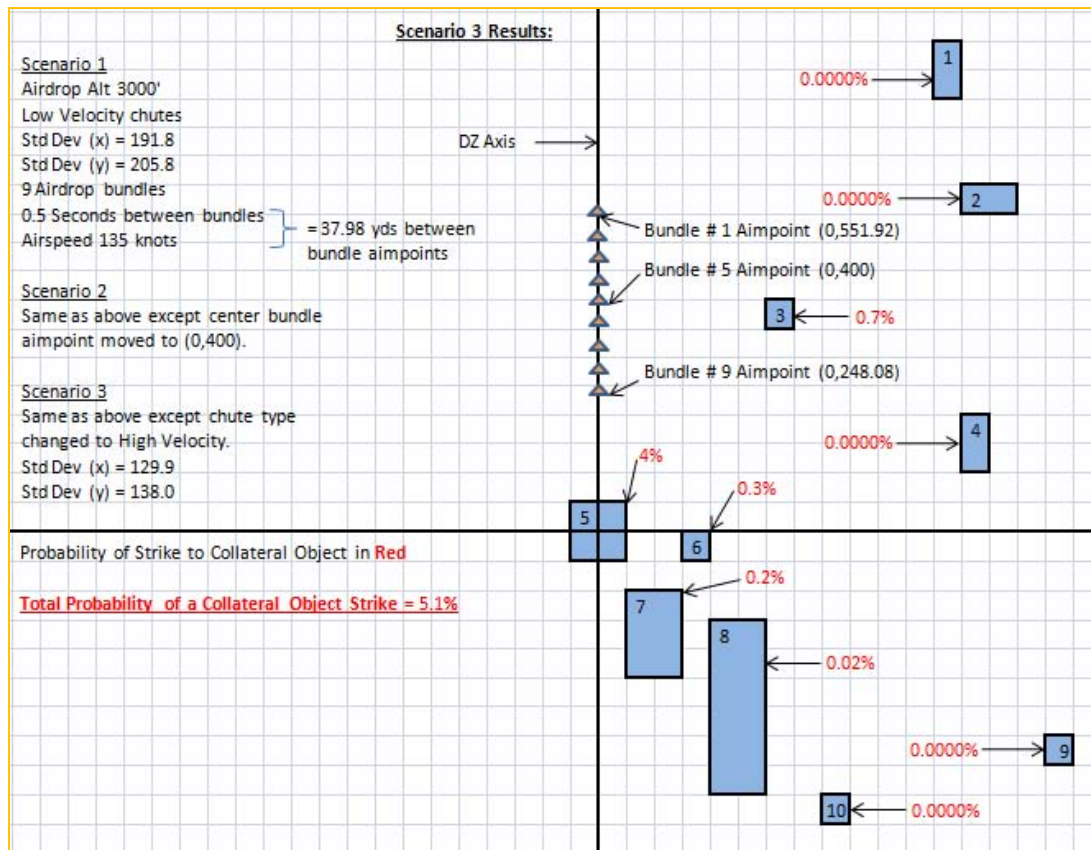 Scenario 3 Results:
Scenario 1
Airdrop Alt 3000'
Low Velocity chutes
Std Dev (x) = 191.8
Std Dev (y) = 205.8
9 Airdrop bundles
0.5 Seconds between bundles
Airspeed 135 knots
= 37.98 yds between
bundle aimpoints
Scenario 2
Same as above except center bundle
aimpoint moved to (0,400).
Scenario 3
Same as above except chute type
changed to High Velocity.
Std Dev (x) = 129.9
Std Dev (y) = 138.0
Probability of Strike to Collateral Object in Red
Total Probability of a Collateral Object Strike = 5.1%
DZ Axis
Bundle # 1 Aimpoint (0,551.92)
Bundle # 5 Aimpoint (0,400)
Bundle # 9 Aimpoint (0,248.08)
0.0000%
1
0.0000%
2
3
0.7%
0.0000%
4
4%
5
0.3%
6
0.2%
7
8
0.02%
0.0000%
9
10
0.0000%